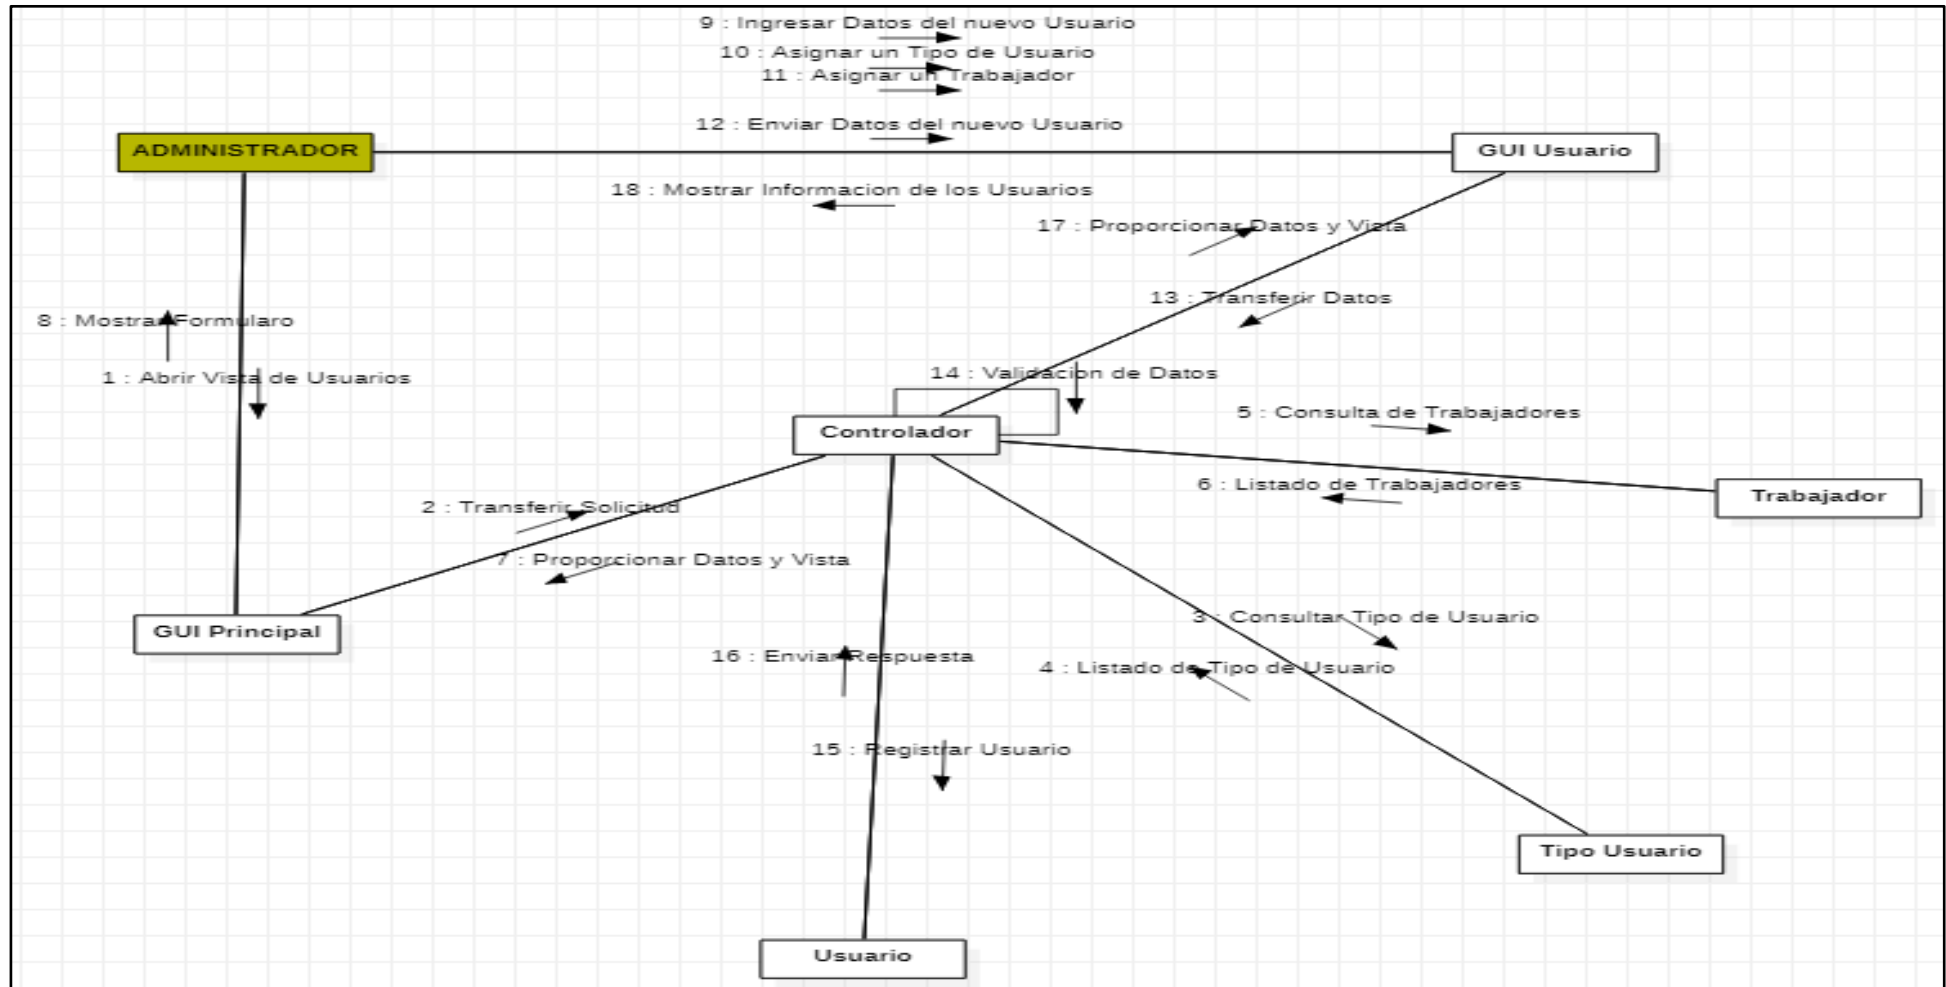 9 : Ingresar Datos del nuevo Usuario
10 : Asignar un Tipo de Usuario
11 : Asignar un Trabajador
12 : Enviar Datos del nuevo Usuario
ADMINISTRADOR
GUI Usuario
18 : Mostrar Informacion de los Usuarios
17 : Proporcionar Datos y Vista
13 : Transferir Datos
8 : Mostrar Formularo
1 : Abrir Vista de Usuarios
14 : Validacion de Datos
5 : Consulta de Trabajadores
Controlador
6 : Listado de Trabajadores
Trabajador
2 : Transferir Solicitud
7 : Proporcionar Datos y Vista
GUI Principal
3 : Consultar Tipo de Usuario
16 : Enviar Respuesta
4 : Listado de Tipo de Usuario
15 : Registrar Usuario
Tipo Usuario
Usuario